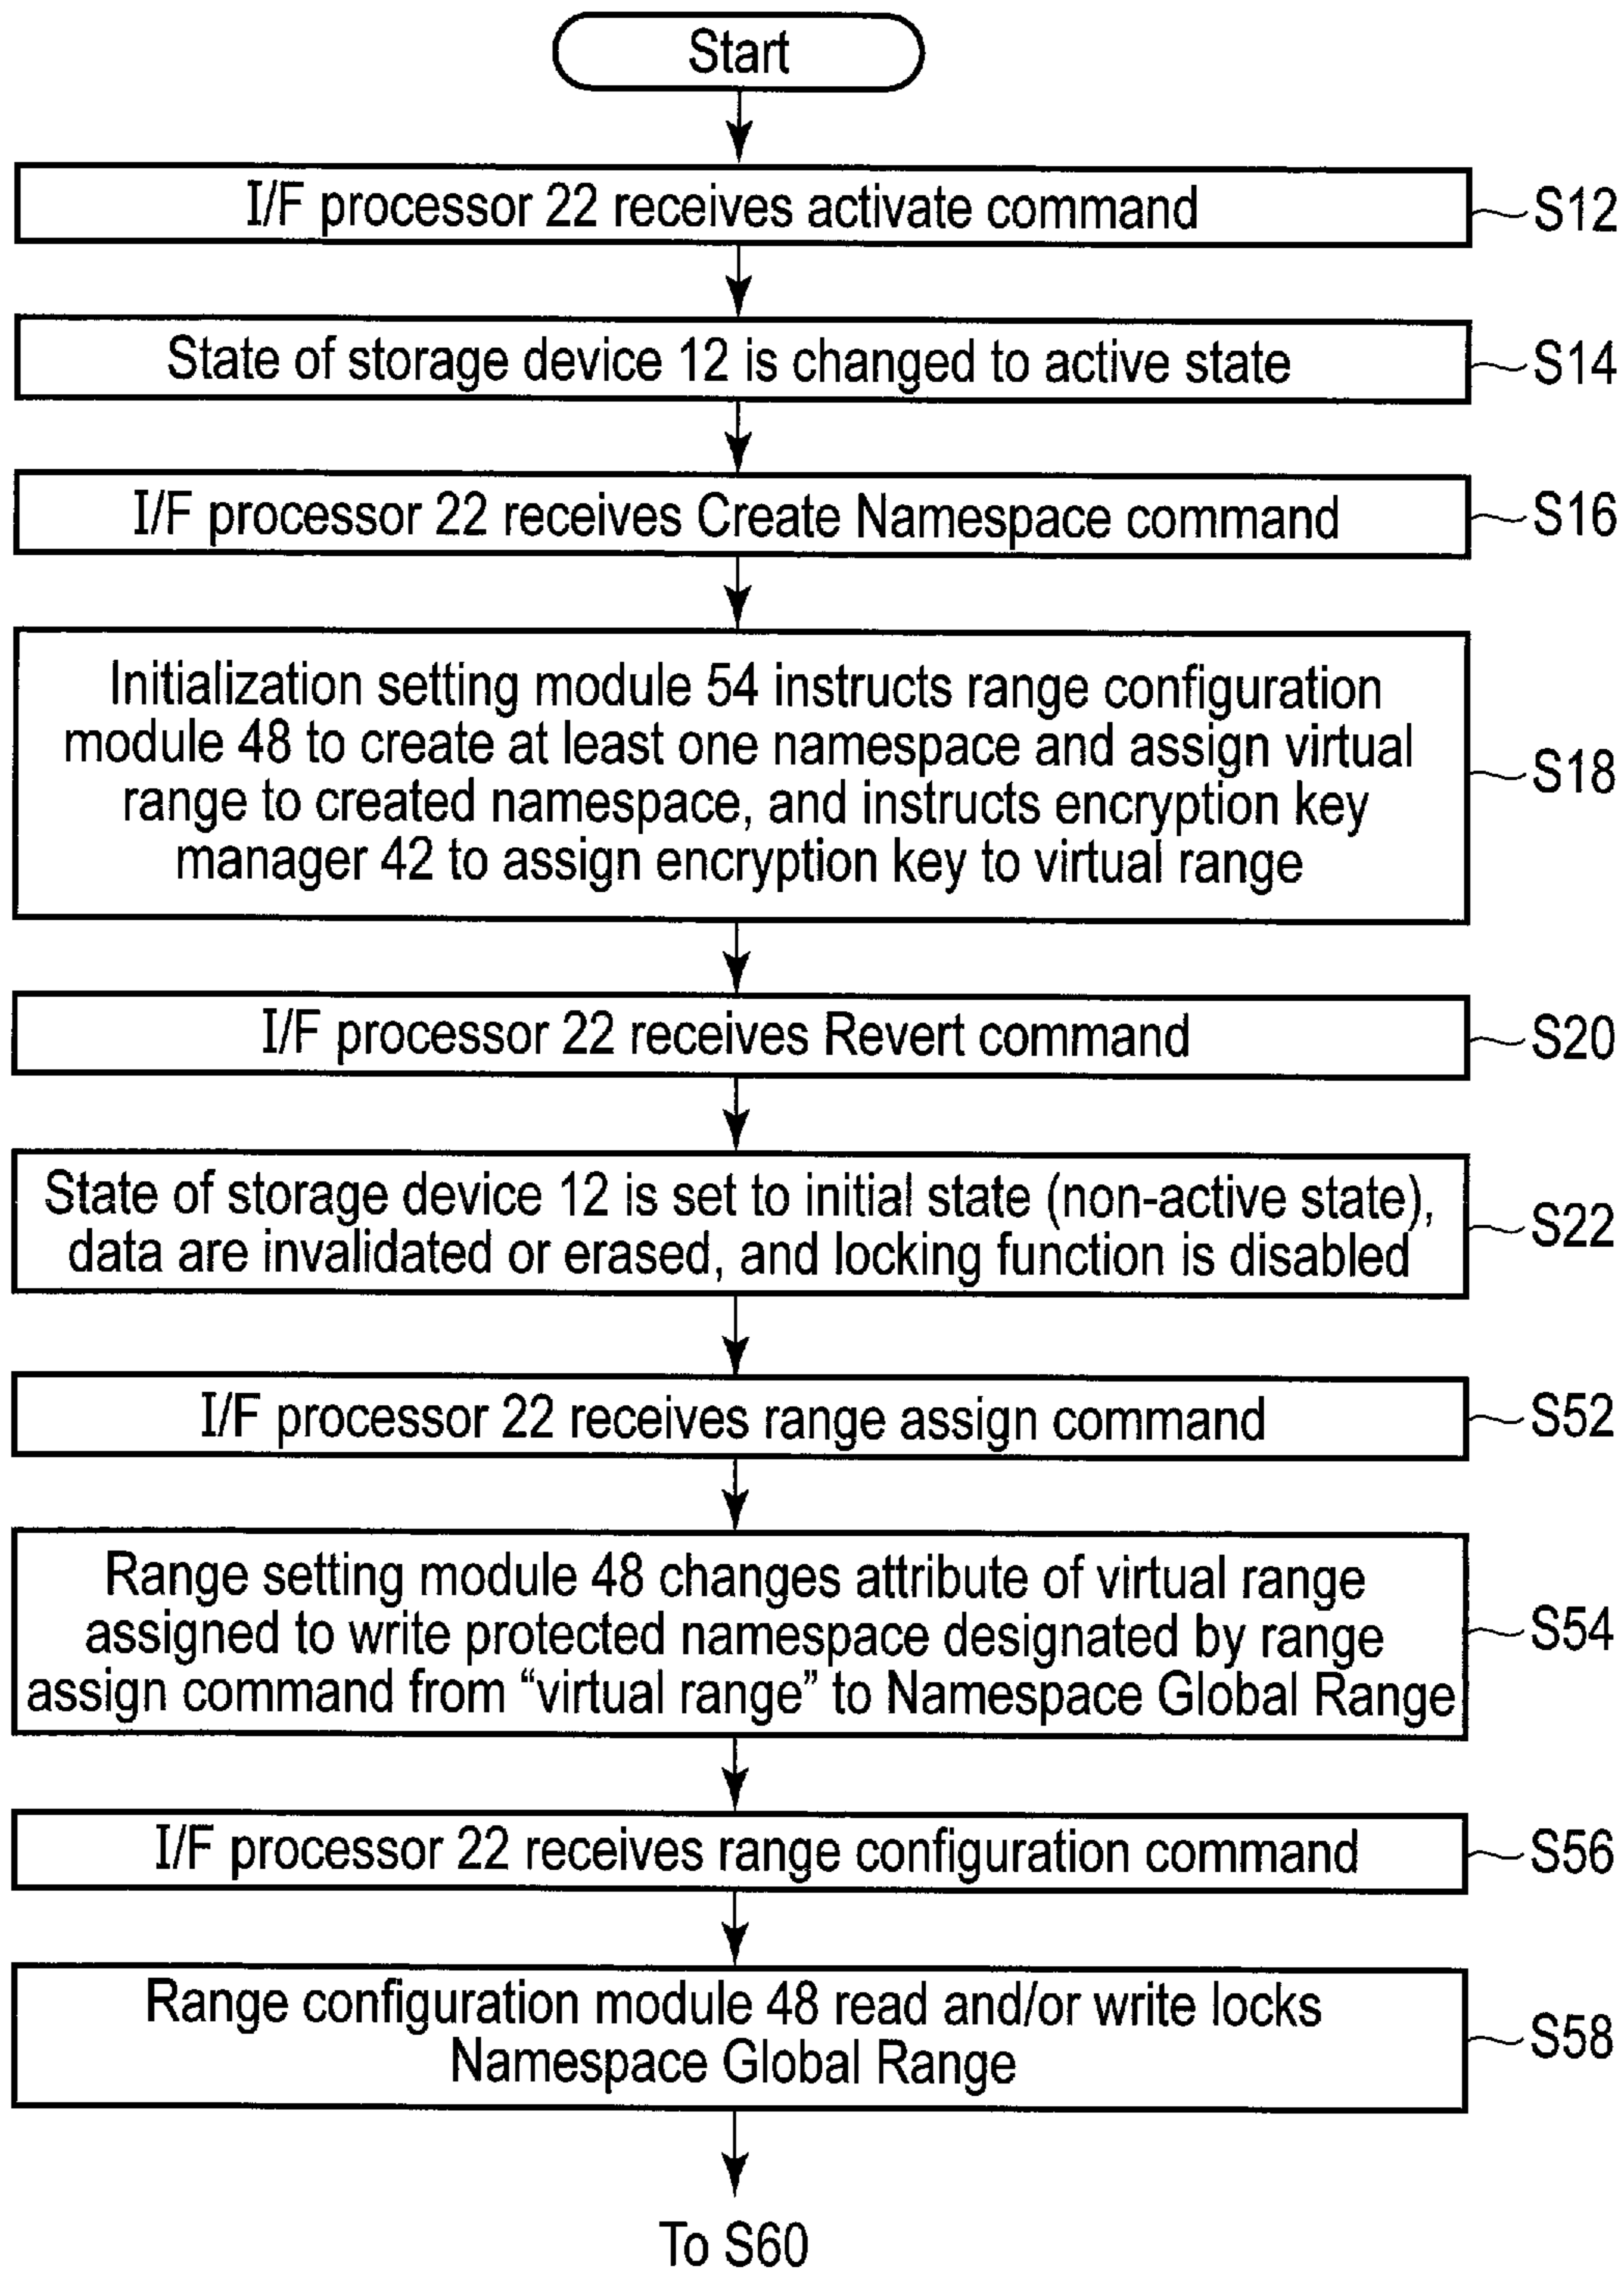 Start
I/F processor 22 receives activate command
S12
State of storage device 12 is changed to active state
S14
I/F processor 22 receives Create Namespace command
S16
Initialization setting module 54 instructs range configuration
module 48 to create at least one namespace and assign virtual
range to created namespace, and instructs encryption key
manager 42 to assign encryption key to virtual range
S18
I/F processor 22 receives Revert command
S20
State of storage device 12 is set to initial state (non-active state),
data are invalidated or erased, and locking function is disabled
S22
I/F processor 22 receives range assign command
S52
Range setting module 48 changes attribute of virtual range
assigned to write protected namespace designated by range
assign command from “virtual range” to Namespace Global Range
S54
I/F processor 22 receives range configuration command
S56
Range configuration module 48 read and/or write locks
Namespace Global Range
S58
To S60